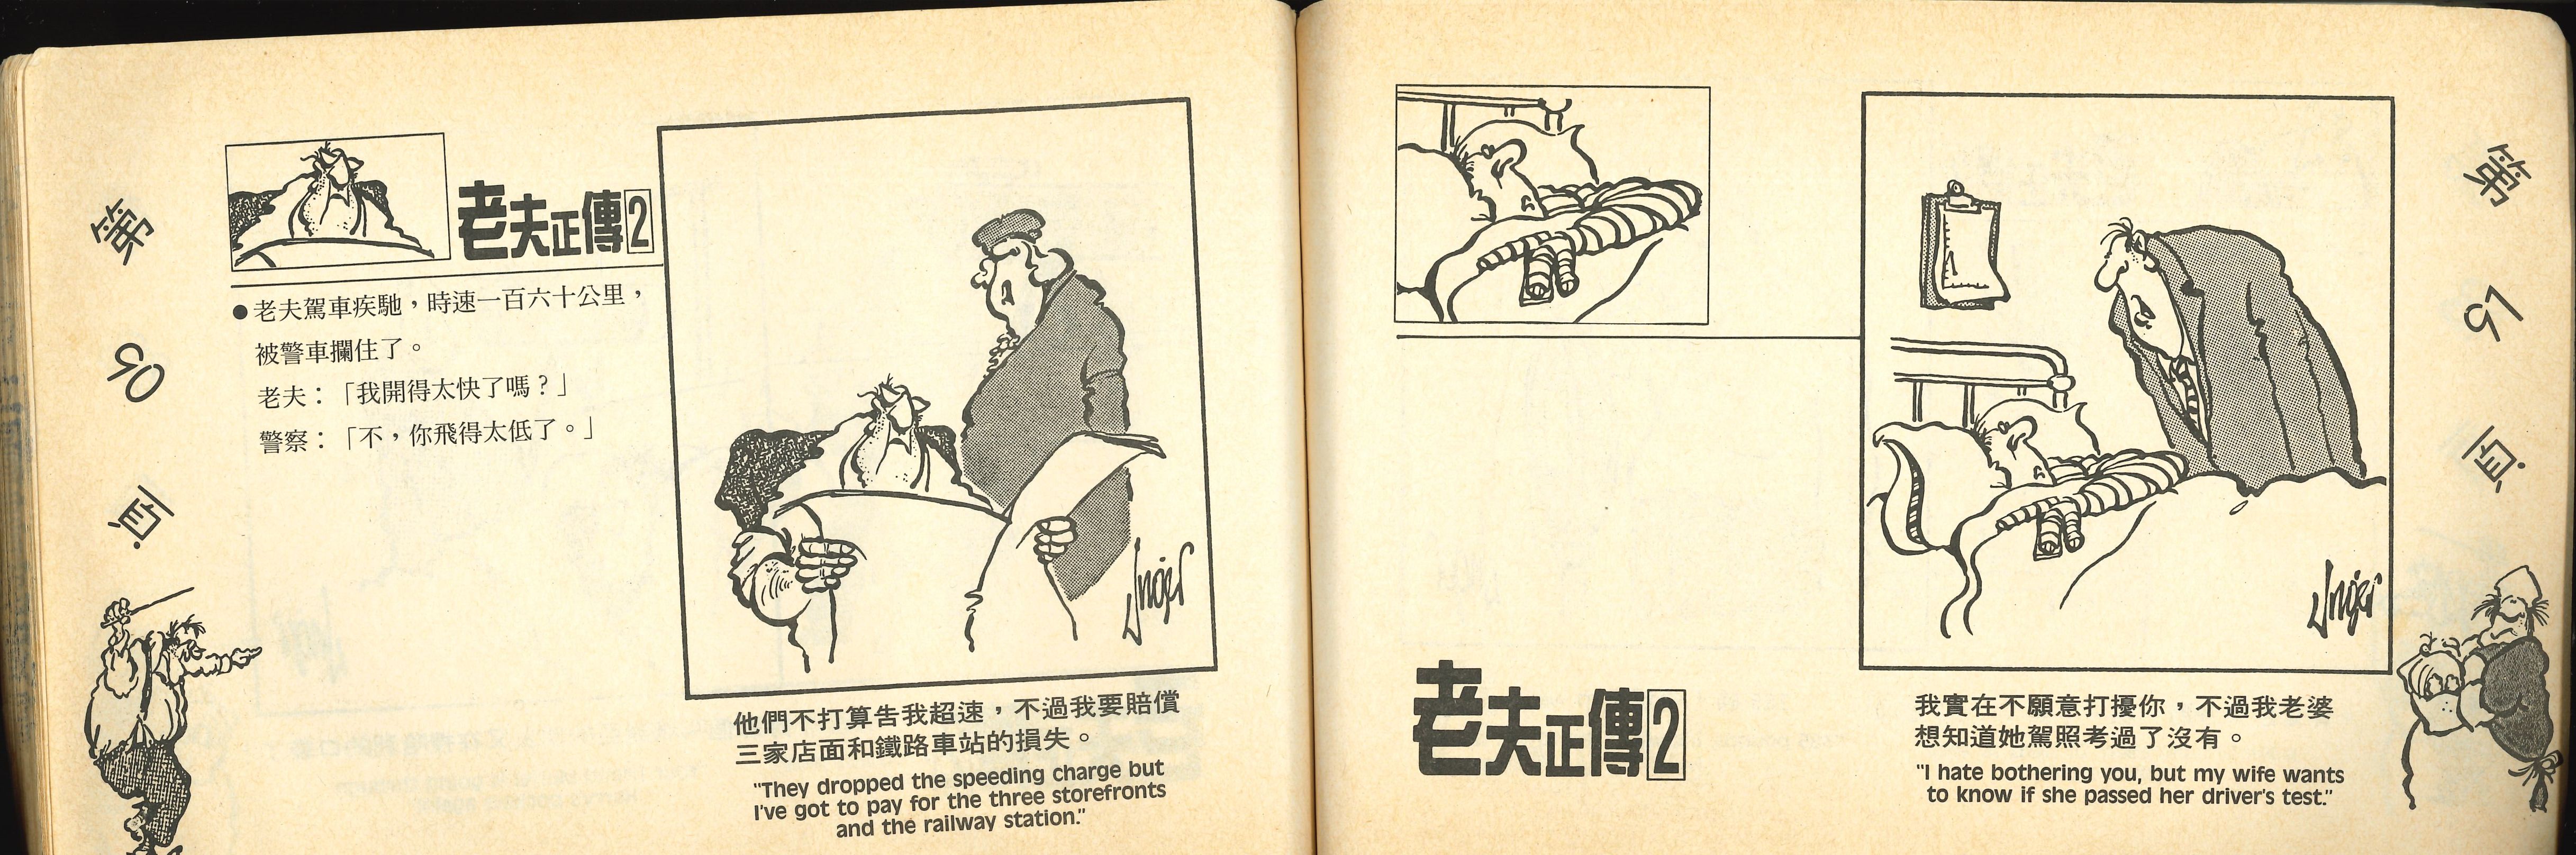 第50頁
老夫正傳2
●老夫駕車疾馳，時速一百六十公里，
被警車攔住了。
老夫：「我開得太快了嗎？」
警察：「不，你飛得太低了。」
Unger
他們不打算告我超速，不過我要賠償
三家店面和鐵路車站的損失。
"They dropped the speeding charge but
I've got to pay for the three storefronts
and the railway station."
老夫正傳2
Unger
我實在不願意打擾你，不過我老婆
想知道她駕照考過了沒有。
"I hate bothering you, but my wife wants
to know if she passed her driver's test."
第51頁